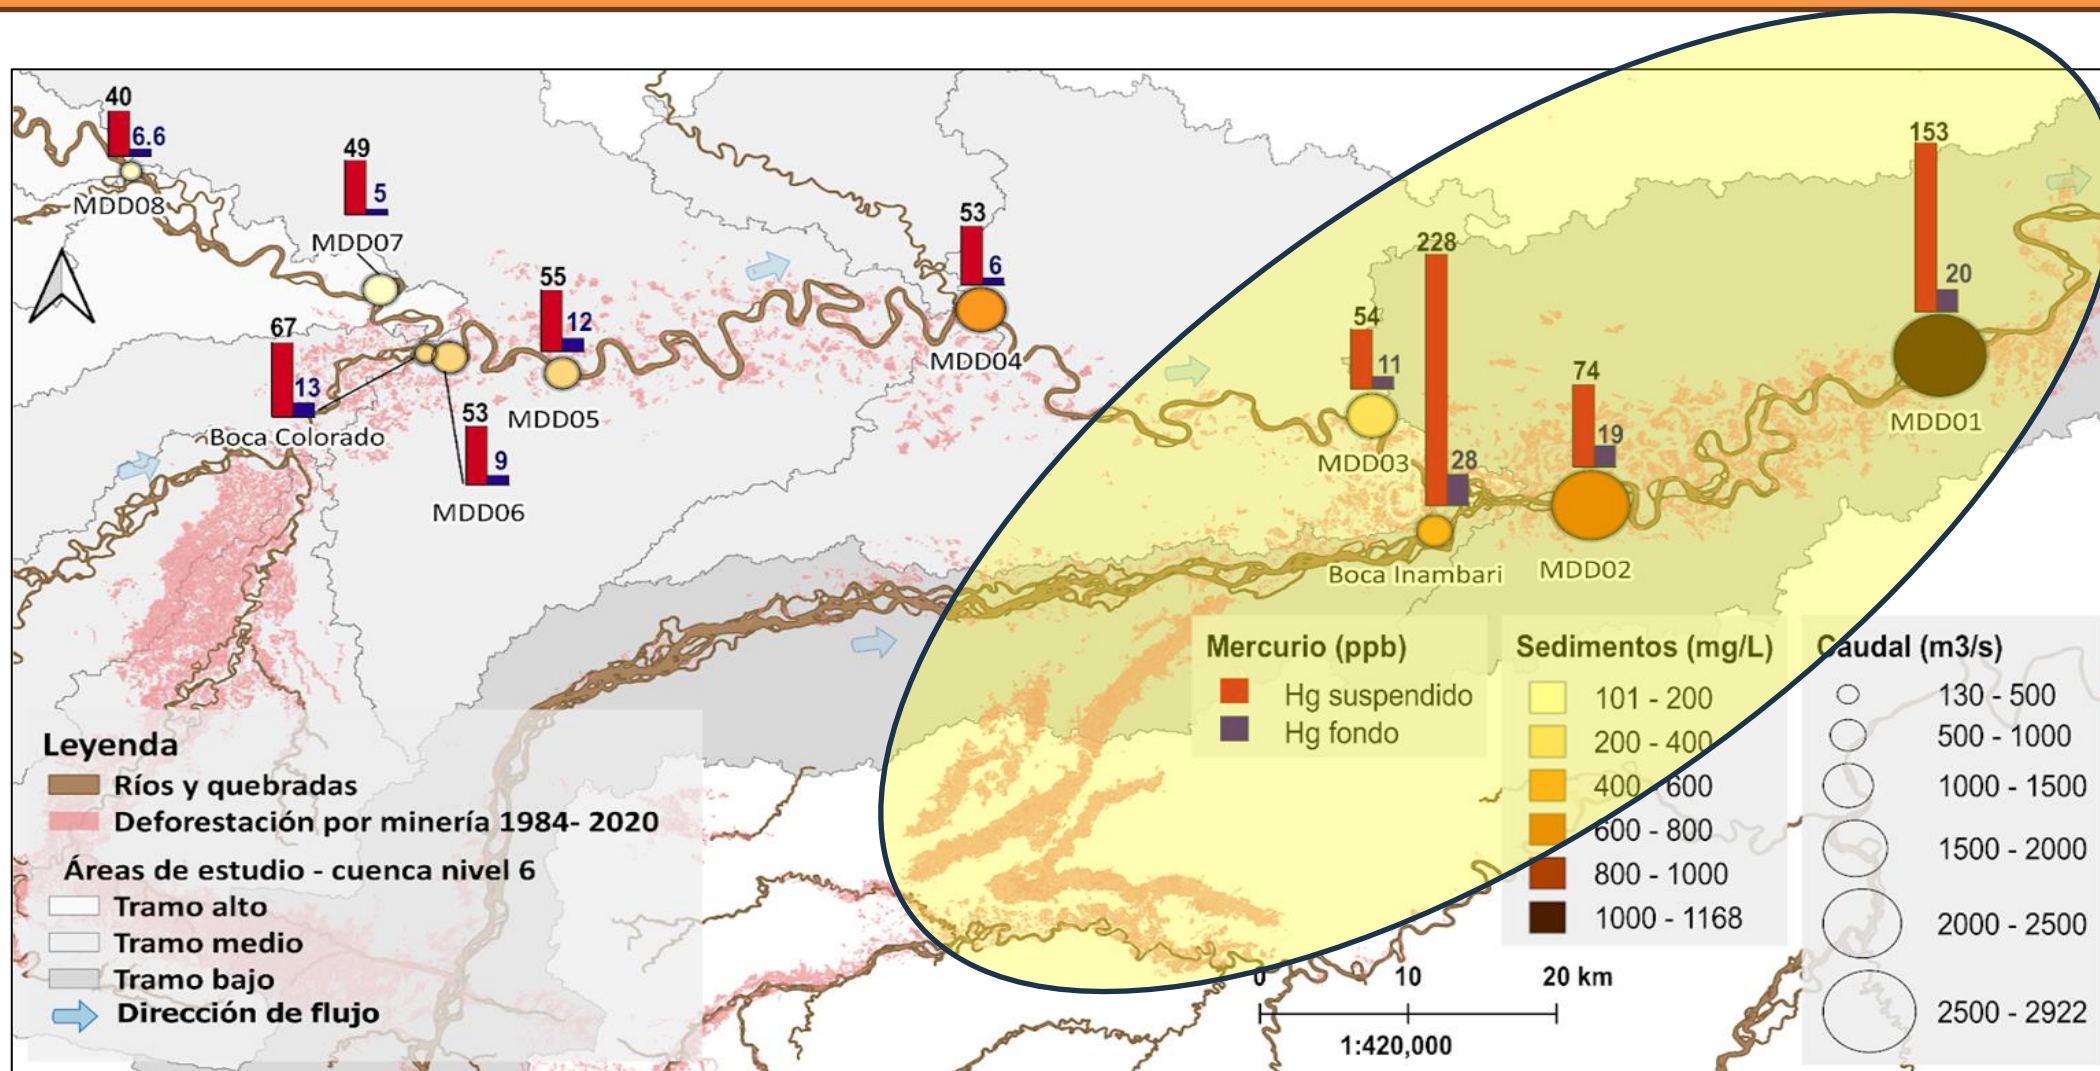 40
6.6
MDD08
49
5
MDD07
67
13
Boca Colorado
53
9
MDD06
55
12
MDD05
53
6
MDD04
54
11
MDD03
228
28
Boca Inambari
74
19
MDD02
153
20
MDD01
Leyenda
Ríos y quebradas
Deforestación por minería 1984- 2020
Áreas de estudio - cuenca nivel 6
Tramo alto
Tramo medio
Tramo bajo
Dirección de flujo
Mercurio (ppb)
Hg suspendido
Hg fondo
Sedimentos (mg/L)
101 - 200
200 - 400
400 - 600
600 - 800
800 - 1000
1000 - 1168
Caudal (m3/s)
130 - 500
500 - 1000
1000 - 1500
1500 - 2000
2000 - 2500
2500 - 2922
0 10 20 km
1:420,000